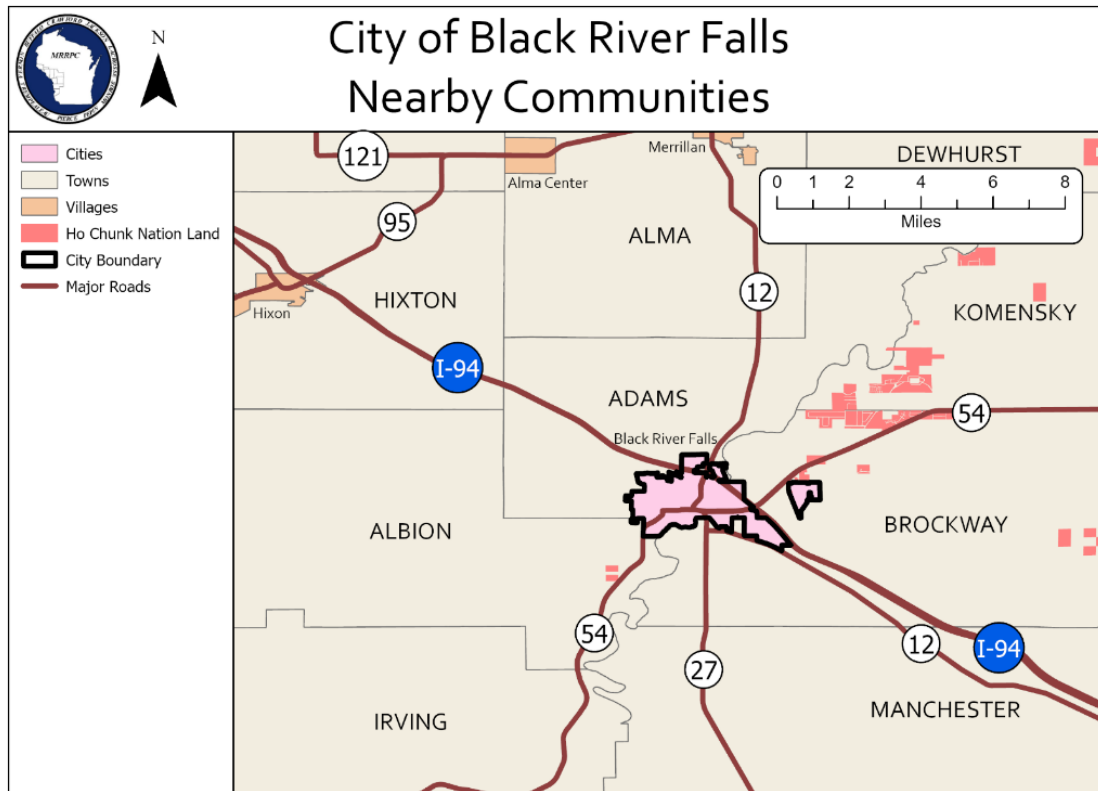 MRRPC
N
City of Black River Falls
Nearby Communities
Cities
Towns
Villages
Ho Chunk Nation Land
City Boundary
Major Roads
121
Alma Center
Merrillan
DEWHURST
0 1 2 4 6 8
Miles
95
ALMA
12
HIXTON
Hixon
KOMENSKY
I-94
ADAMS
54
Black River Falls
ALBION
BROCKWAY
54
12
I-94
27
IRVING
MANCHESTER